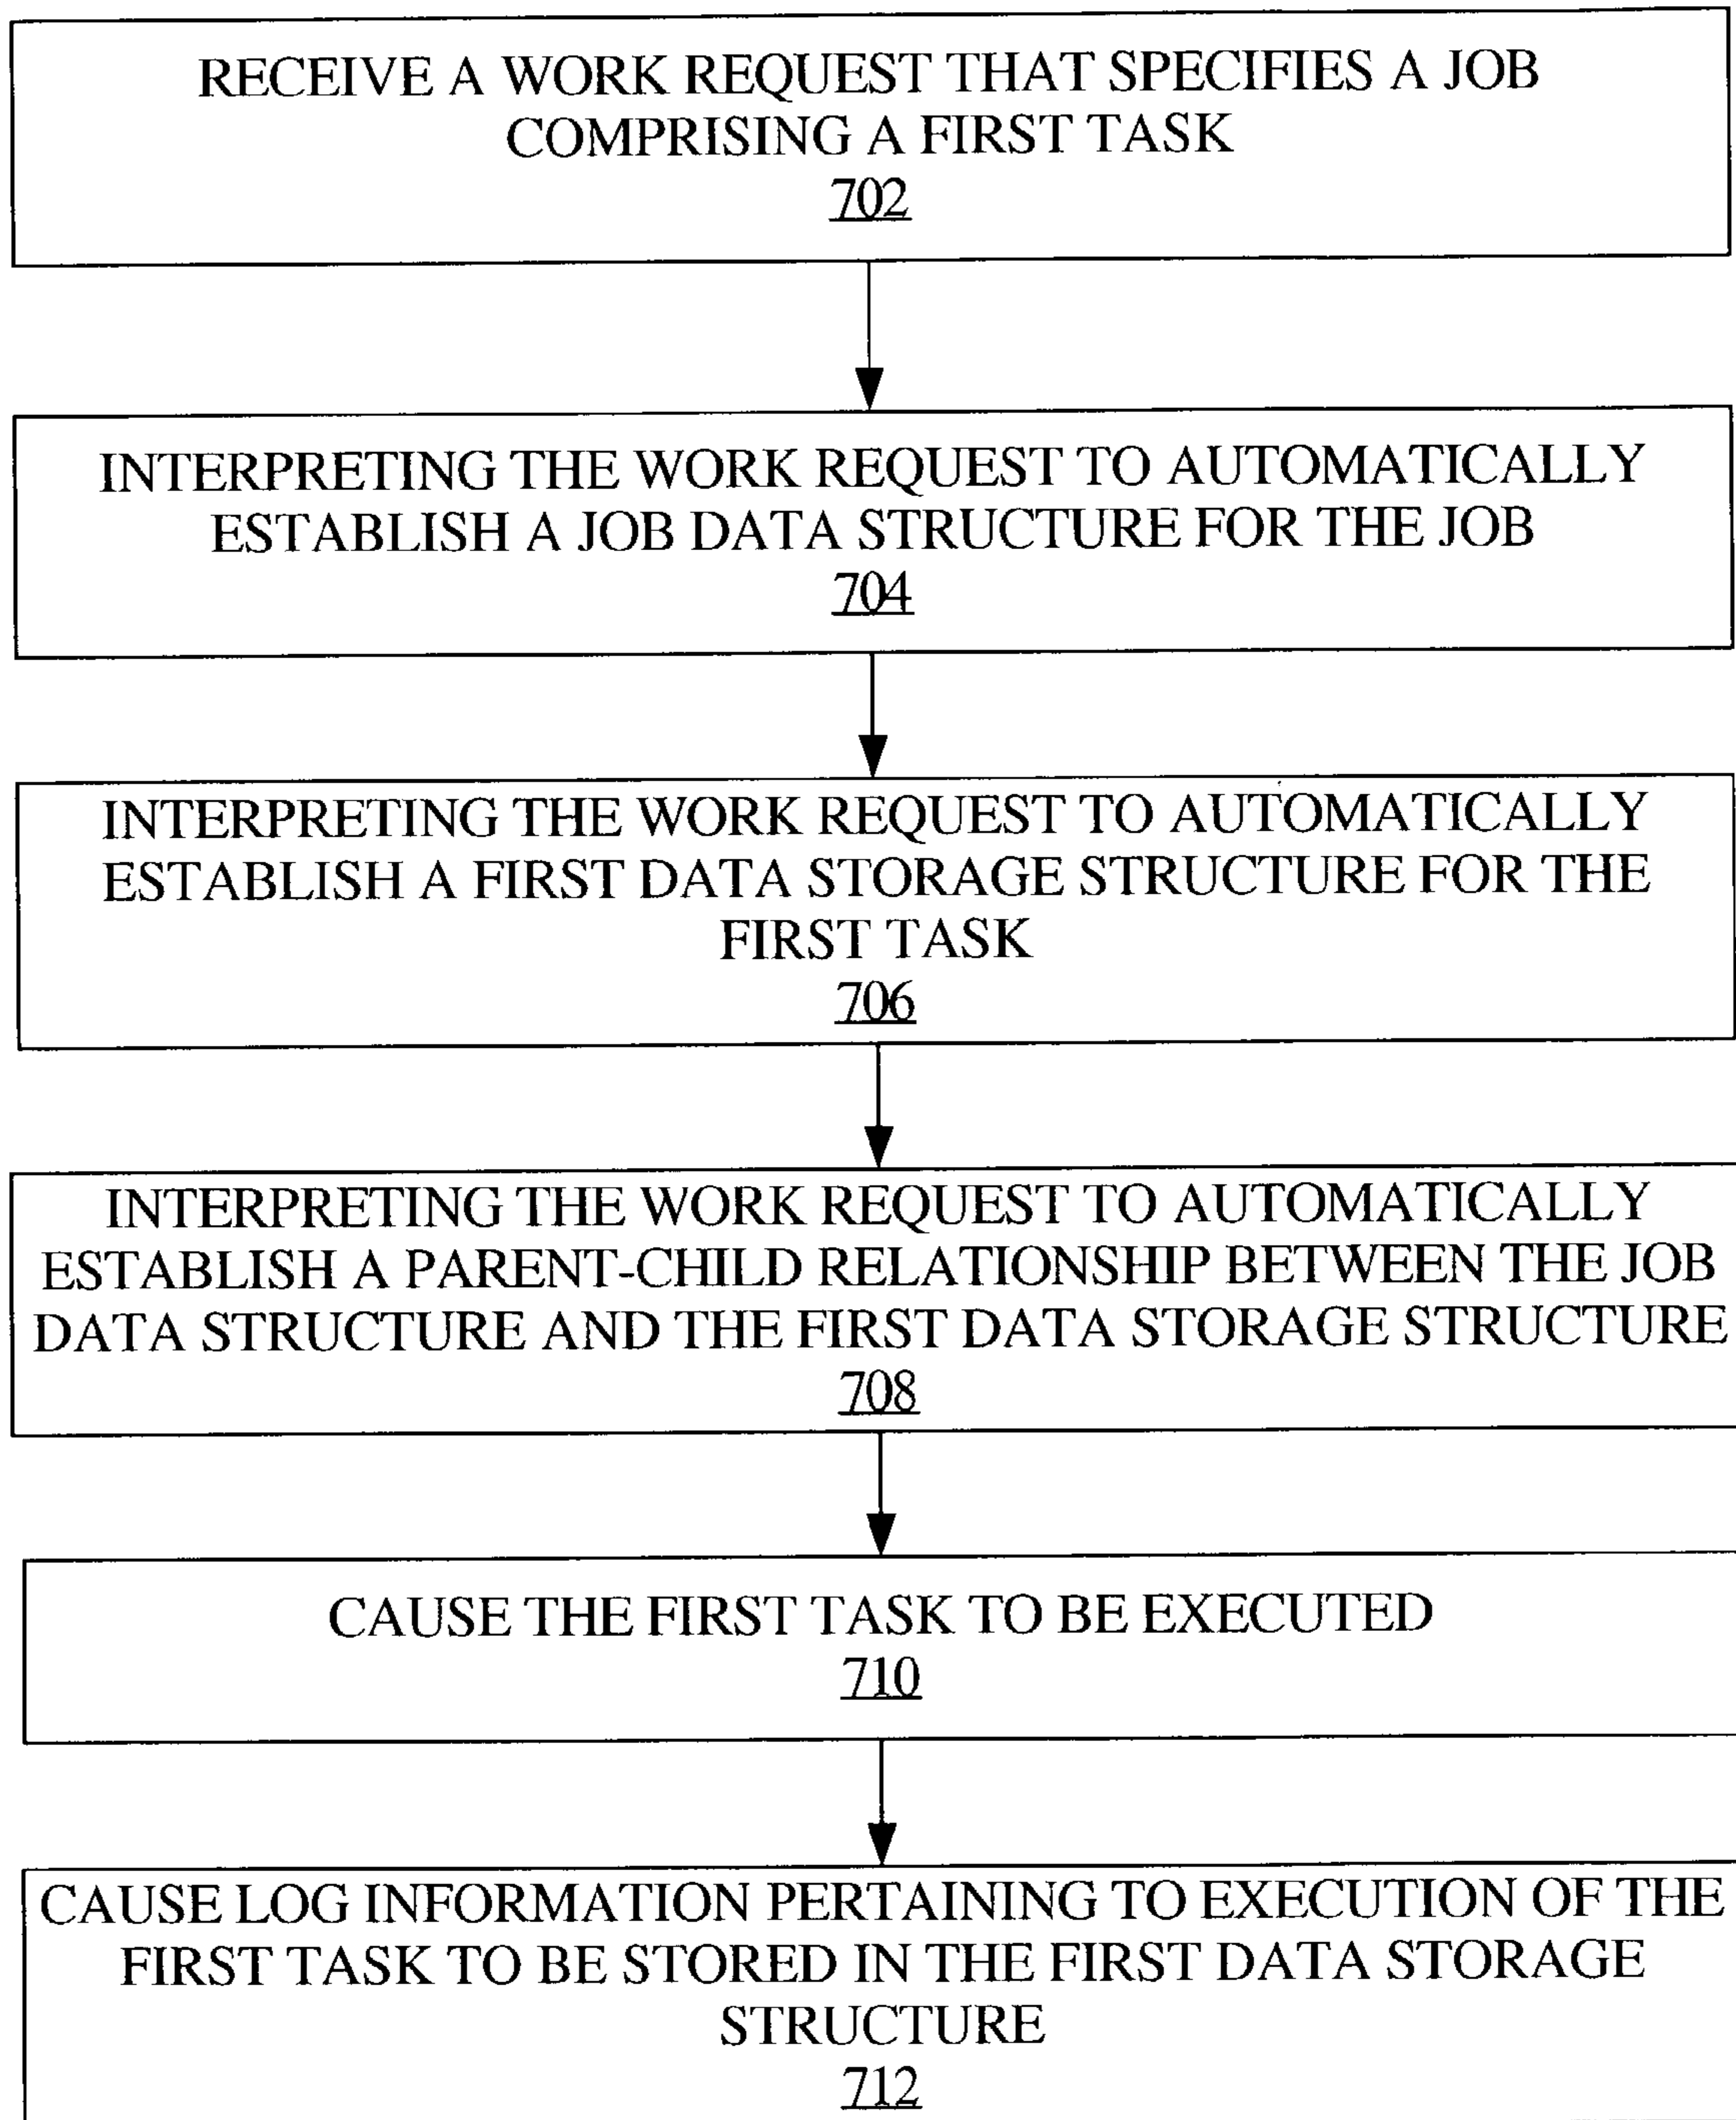 RECEIVE A WORK REQUEST THAT SPECIFIES A JOB
COMPRISING A FIRST TASK
702
INTERPRETING THE WORK REQUEST TO AUTOMATICALLY
ESTABLISH A JOB DATA STRUCTURE FOR THE JOB
704
INTERPRETING THE WORK REQUEST TO AUTOMATICALLY
ESTABLISH A FIRST DATA STORAGE STRUCTURE FOR THE
FIRST TASK
706
INTERPRETING THE WORK REQUEST TO AUTOMATICALLY
ESTABLISH A PARENT-CHILD RELATIONSHIP BETWEEN THE JOB
DATA STRUCTURE AND THE FIRST DATA STORAGE STRUCTURE
708
CAUSE THE FIRST TASK TO BE EXECUTED
710
CAUSE LOG INFORMATION PERTAINING TO EXECUTION OF THE
FIRST TASK TO BE STORED IN THE FIRST DATA STORAGE
STRUCTURE
712